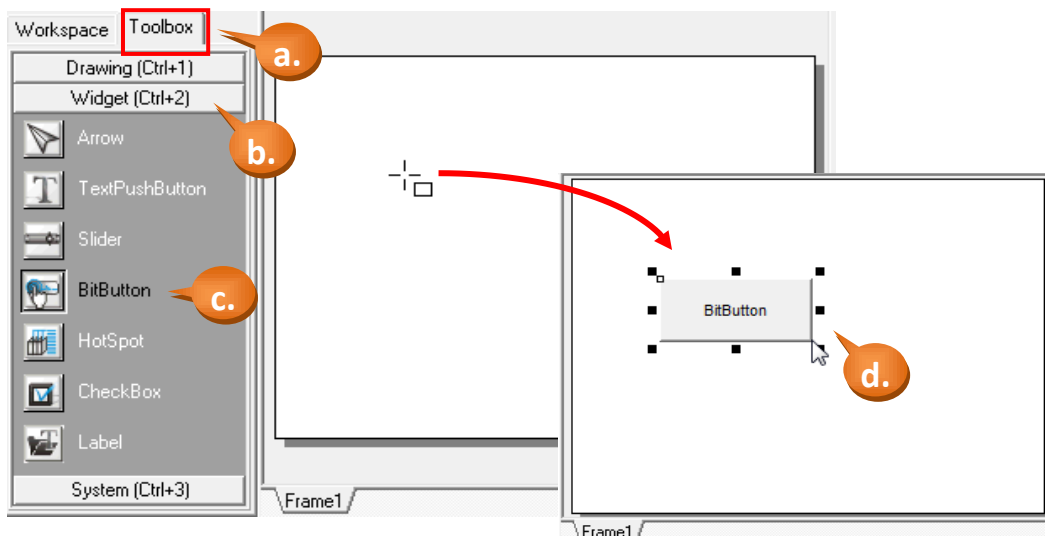 Workspace Toolbox
a.
Drawing (Ctrl+1)
Widget (Ctrl+2)
b.
Arrow
TextPushButton
Slider
BitButton
c.
HotSpot
CheckBox
Label
System (Ctrl+3)
Frame1
BitButton
d.
Frame1